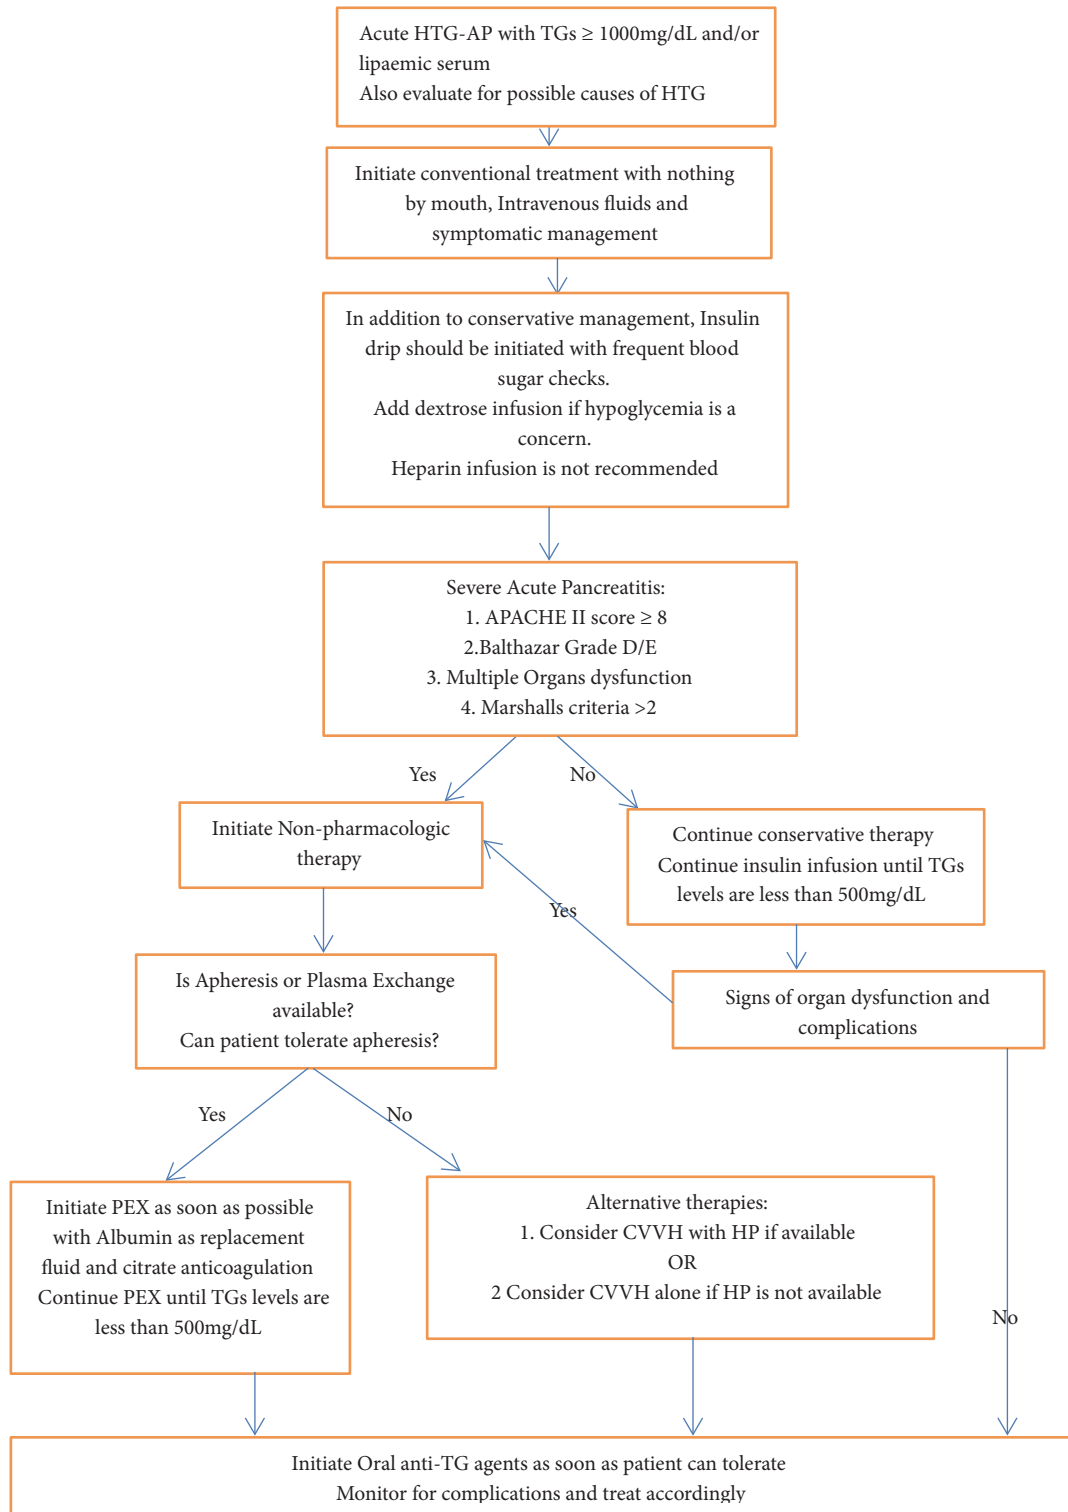 Acute HTG-AP with TGs ≥ 1000mg/dL and/or
lipaemic serum
Also evaluate for possible causes of HTG
Initiate conventional treatment with nothing
by mouth, Intravenous fluids and
symptomatic management
In addition to conservative management, Insulin
drip should be initiated with frequent blood
sugar checks.
Add dextrose infusion if hypoglycemia is a
concern.
Heparin infusion is not recommended
Severe Acute Pancreatitis:
1. APACHE II score ≥ 8
2.Balthazar Grade D/E
3. Multiple Organs dysfunction
4. Marshalls criteria >2
Yes
No
Initiate Non-pharmacologic
therapy
Continue conservative therapy
Continue insulin infusion until TGs
levels are less than 500mg/dL
Yes
Is Apheresis or Plasma Exchange
available?
Can patient tolerate apheresis?
Signs of organ dysfunction and
complications
Yes
No
Initiate PEX as soon as possible
with Albumin as replacement
fluid and citrate anticoagulation
Continue PEX until TGs levels are
less than 500mg/dL
Alternative therapies:
1. Consider CVVH with HP if available
OR
2 Consider CVVH alone if HP is not available
No
Initiate Oral anti-TG agents as soon as patient can tolerate
Monitor for complications and treat accordingly